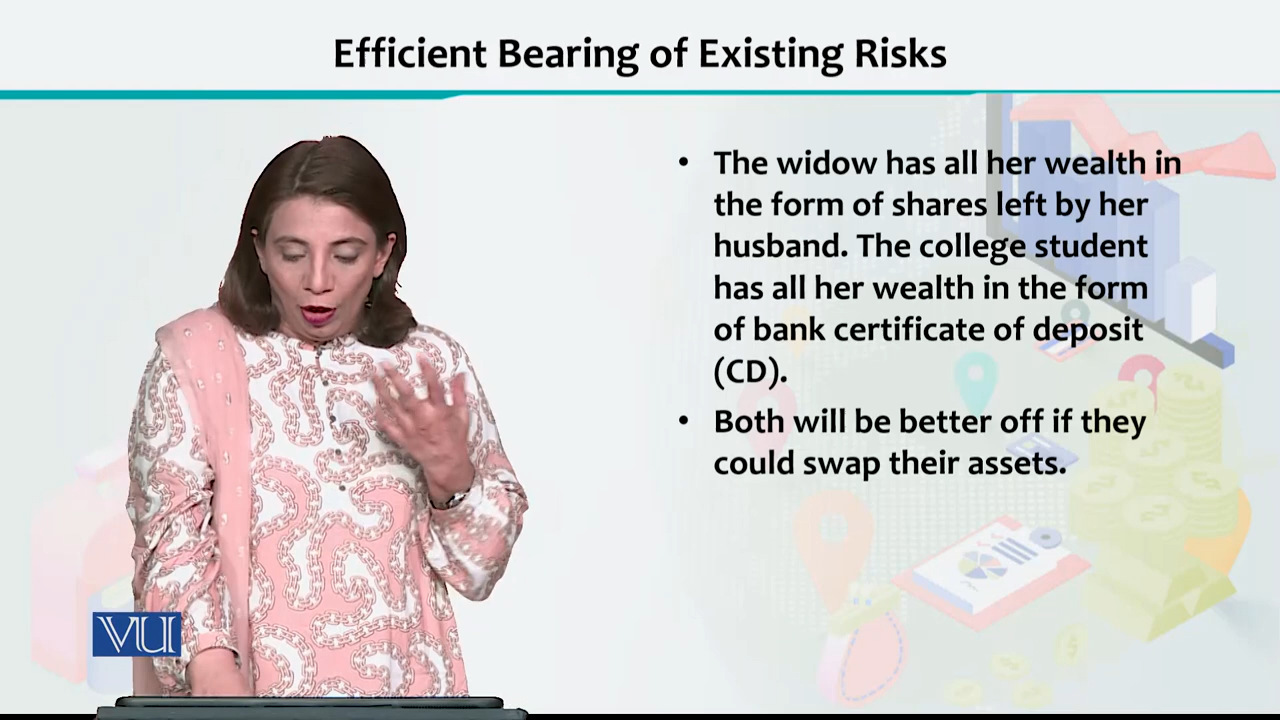 Efficient Bearing of Existing Risks
• The widow has all her wealth in
the form of shares left by her
husband. The college student
has all her wealth in the form
of bank certificate of deposit
(CD).
• Both will be better off if they
could swap their assets.
VU